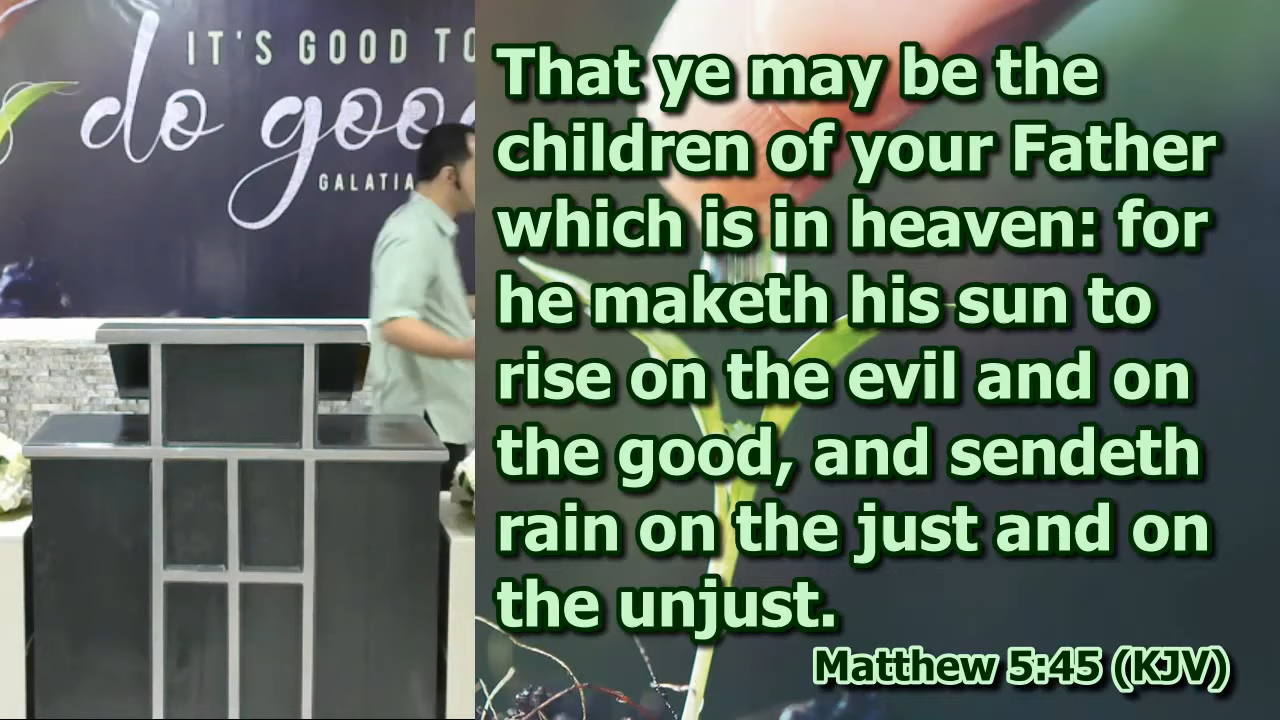 IT'S GOOD TO
do good
GALATIA
That ye may be the
children of your Father
which is in heaven: for
he maketh his sun to
rise on the evil and on
the good, and sendeth
rain on the just and on
the unjust.
Matthew 5:45 (KJV)